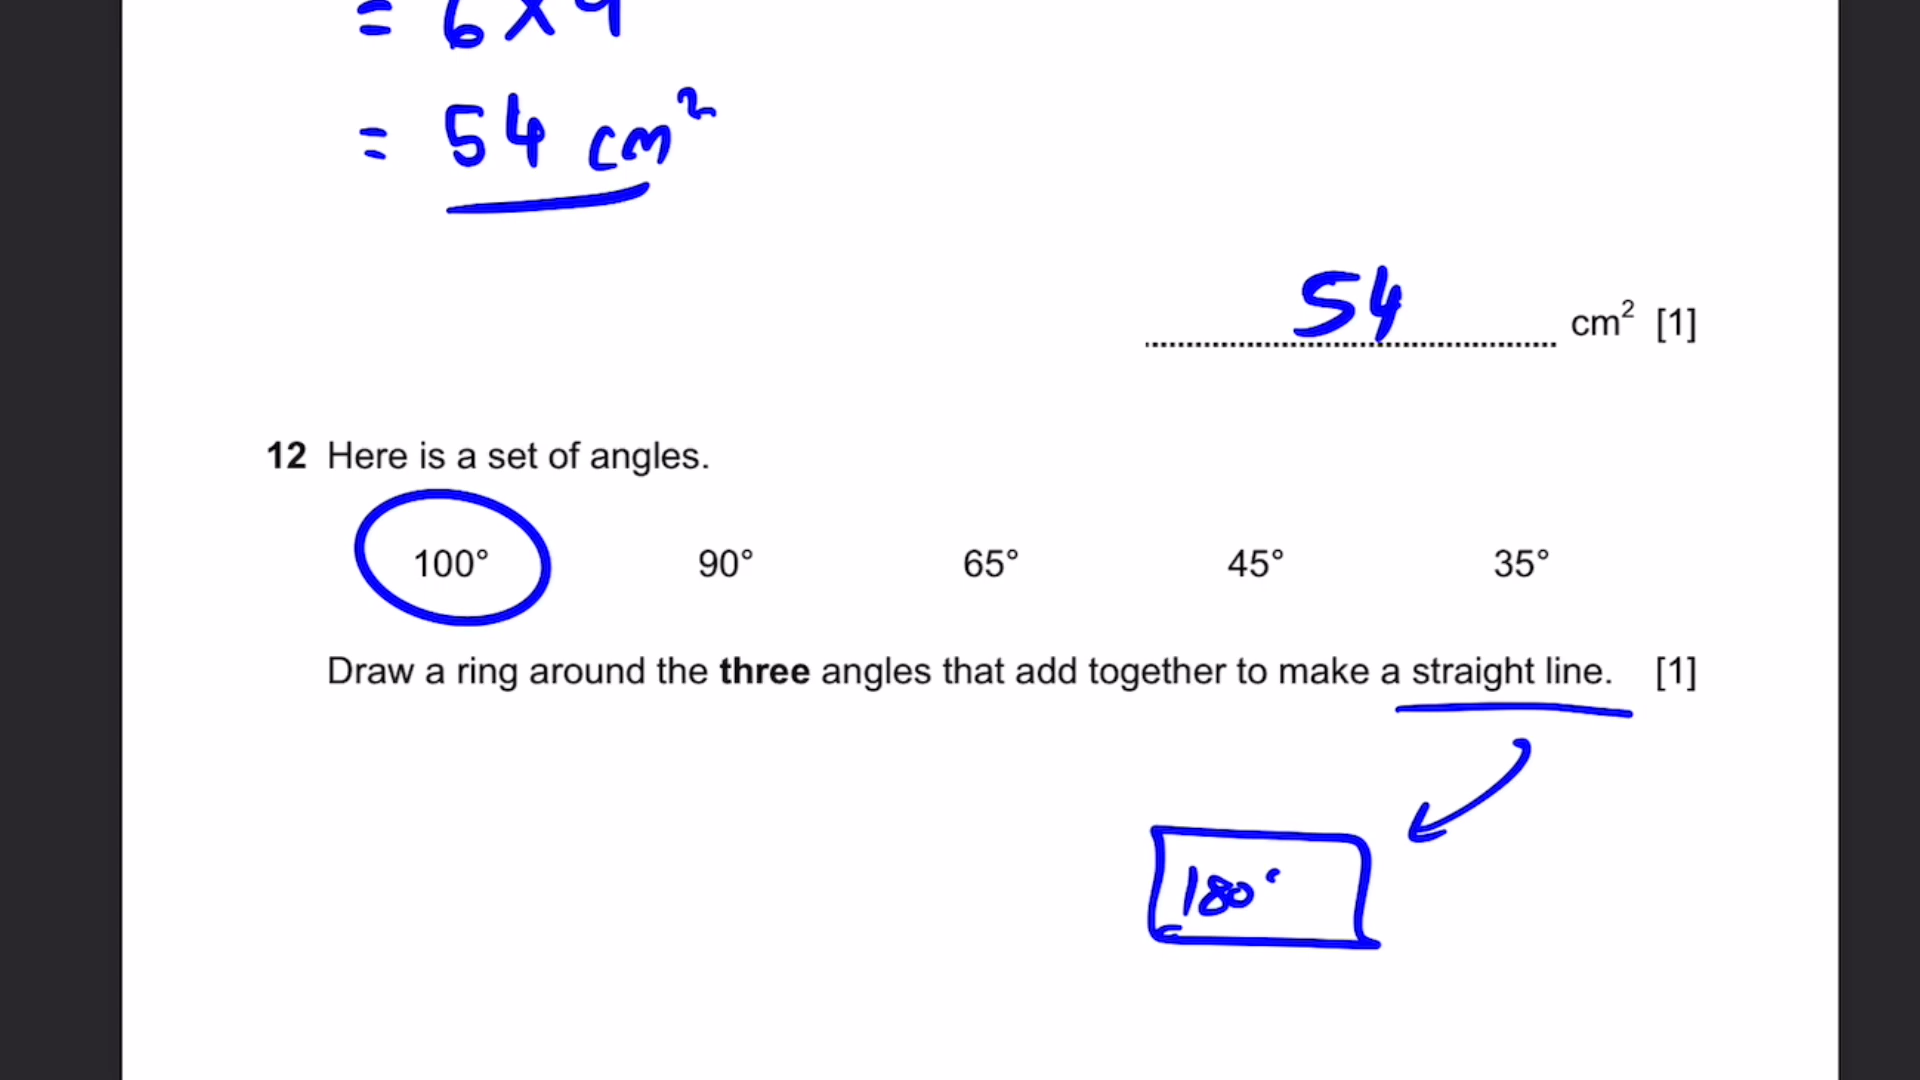 = 6 x 9
= 54 cm²
54 cm² [1]
12 Here is a set of angles.
100° 90° 65° 45° 35°
Draw a ring around the three angles that add together to make a straight line. [1]
180°